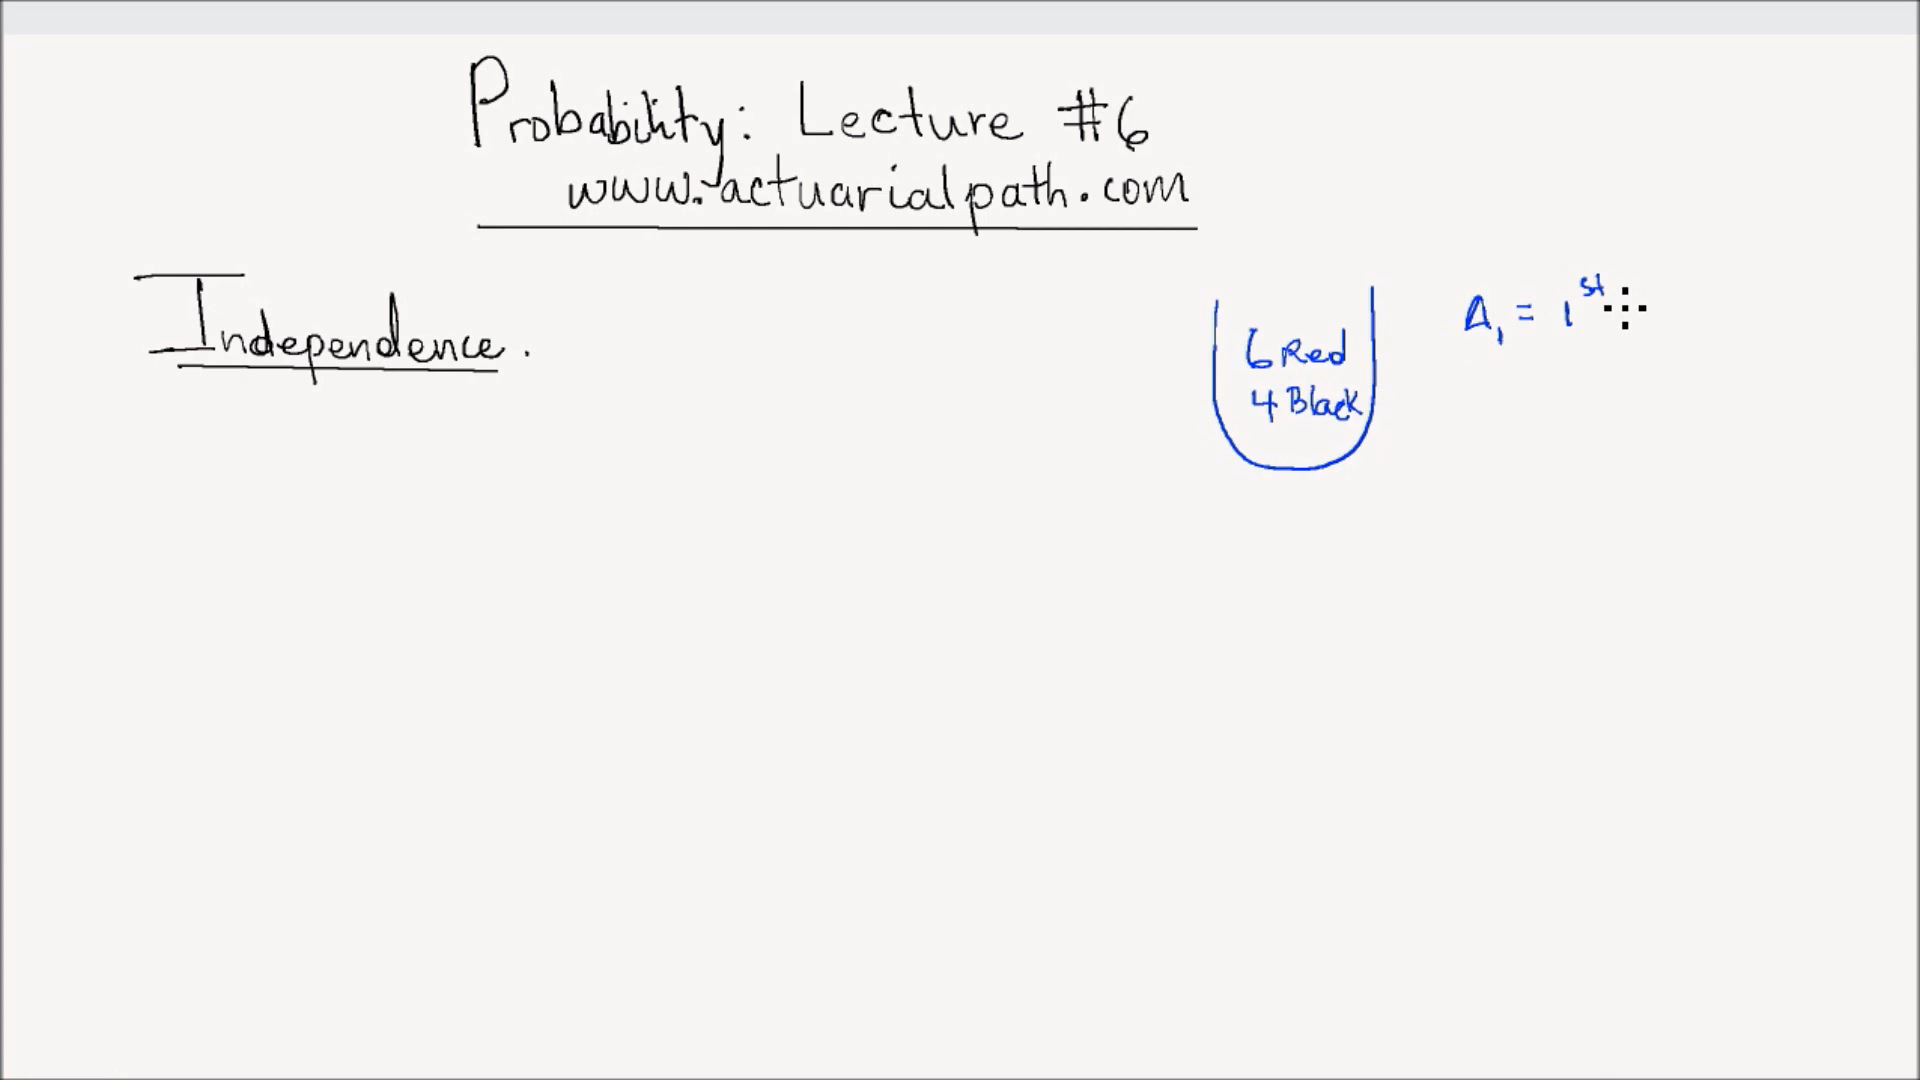 Probability: Lecture #6
www.actuarialpath.com
Independence.
6 Red
4 Black
A₁ = 1ˢᵗ